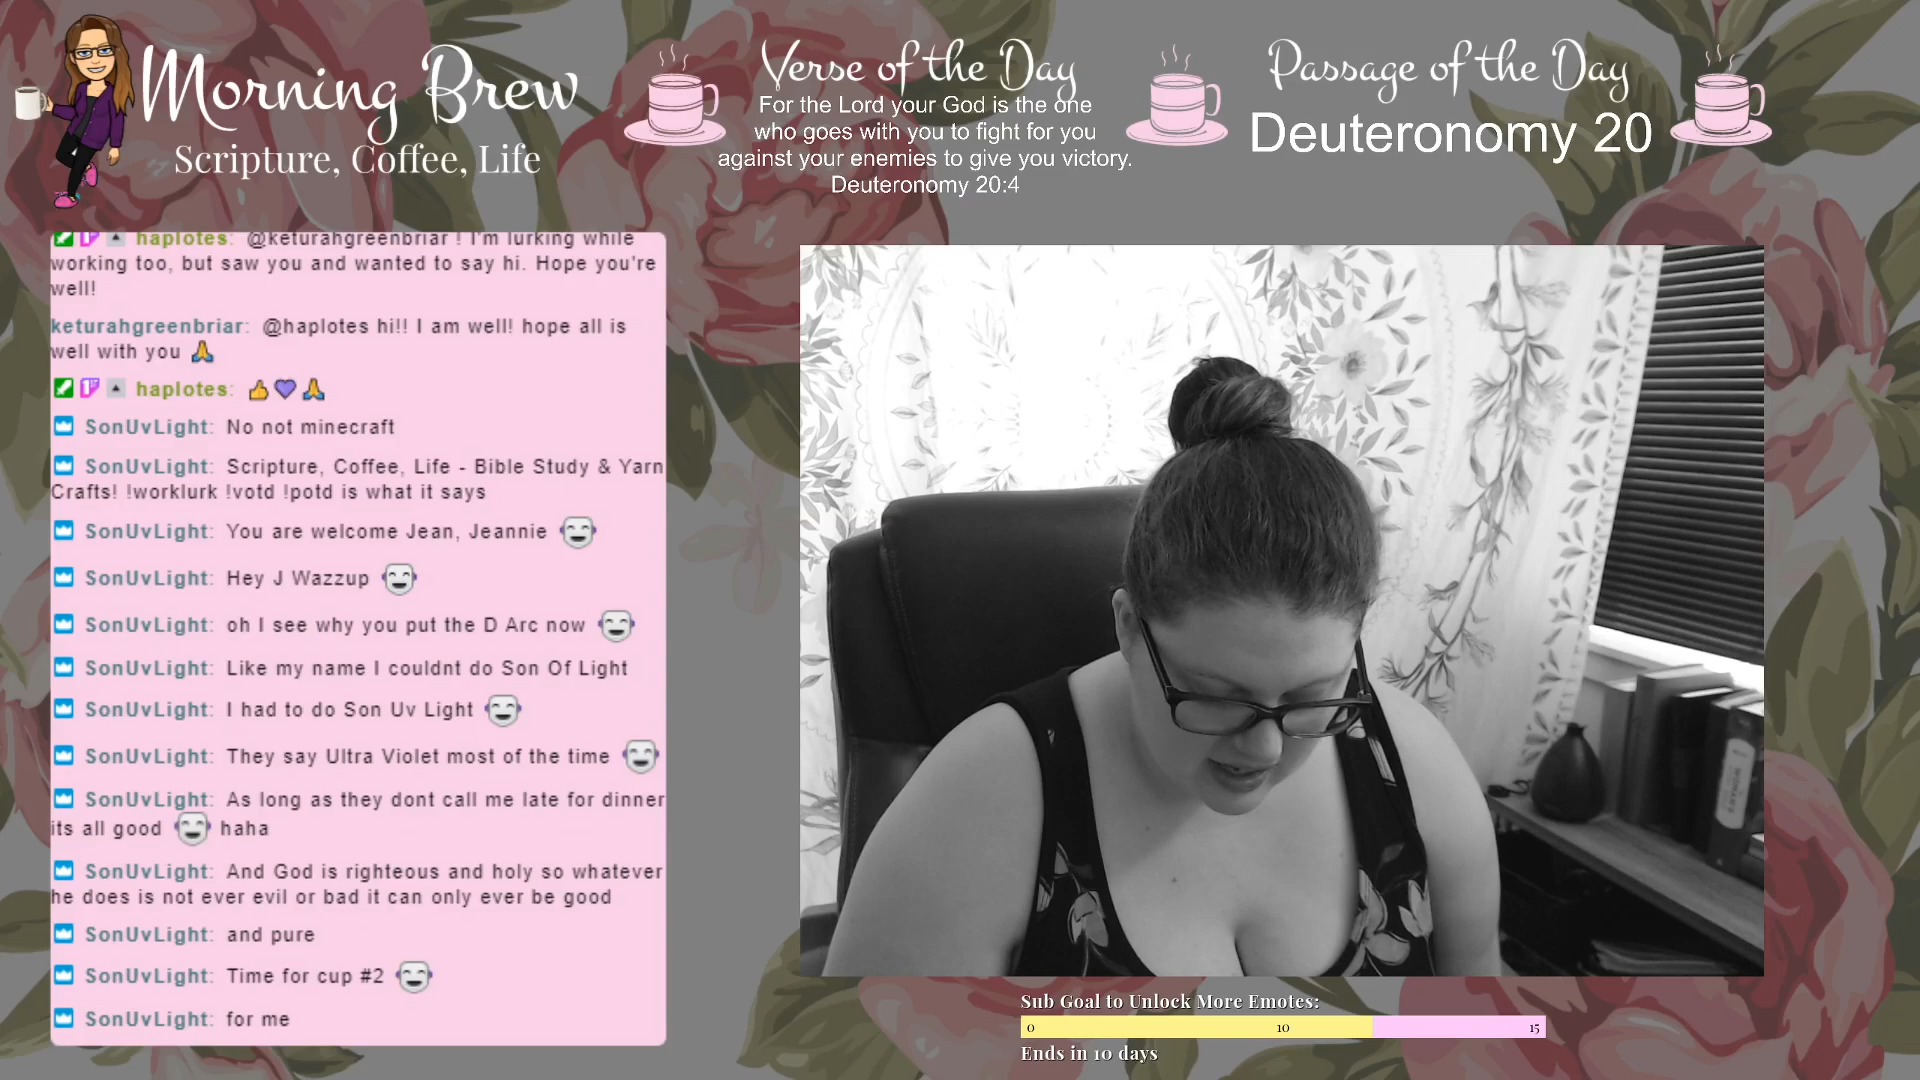 Morning Brew
Scripture, Coffee, Life
Verse of the Day
For the Lord your God is the one
who goes with you to fight for you
against your enemies to give you victory.
Deuteronomy 20:4
Passage of the Day
Deuteronomy 20
haplotes: @keturahgreenbriar ! I'm lurking while
working too, but saw you and wanted to say hi. Hope you're
well!
keturahgreenbriar: @haplotes hi!! I am well! hope all is
well with you 🙏
haplotes: 👍💜🙏
SonUvLight: No not minecraft
SonUvLight: Scripture, Coffee, Life - Bible Study & Yarn
Crafts! !worklurk !votd !potd is what it says
SonUvLight: You are welcome Jean, Jeannie
SonUvLight: Hey J Wazzup
SonUvLight: oh I see why you put the D Arc now
SonUvLight: Like my name I couldnt do Son Of Light
SonUvLight: I had to do Son Uv Light
SonUvLight: They say Ultra Violet most of the time
SonUvLight: As long as they dont call me late for dinner
its all good haha
SonUvLight: And God is righteous and holy so whatever
he does is not ever evil or bad it can only ever be good
SonUvLight: and pure
SonUvLight: Time for cup #2
SonUvLight: for me
Sub Goal to Unlock More Emotes:
0 10 15
Ends in 10 days